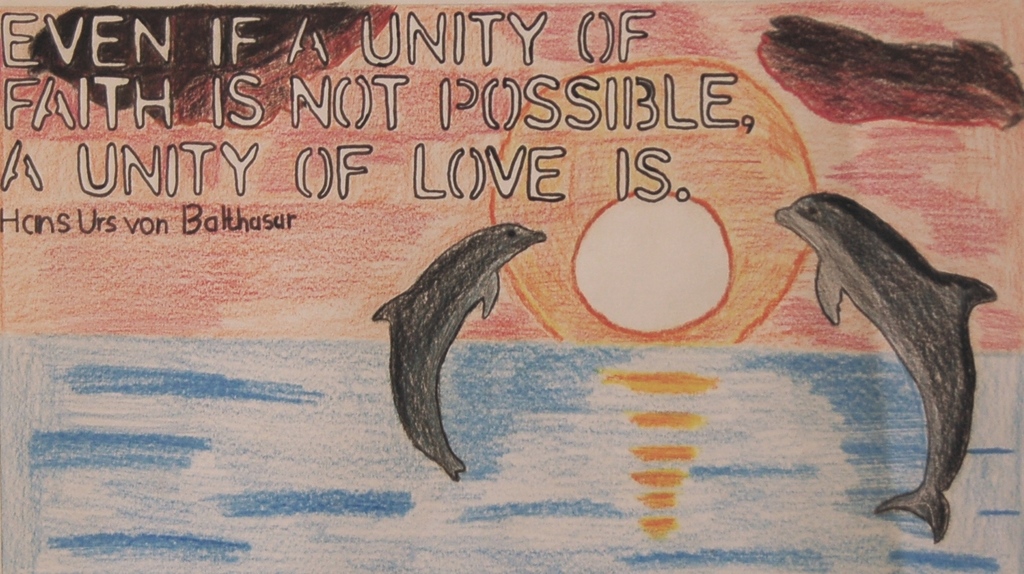 EVEN IF A UNITY OF
FAITH IS NOT POSSIBLE,
A UNITY OF LOVE IS.
Hans Urs von Balthasar